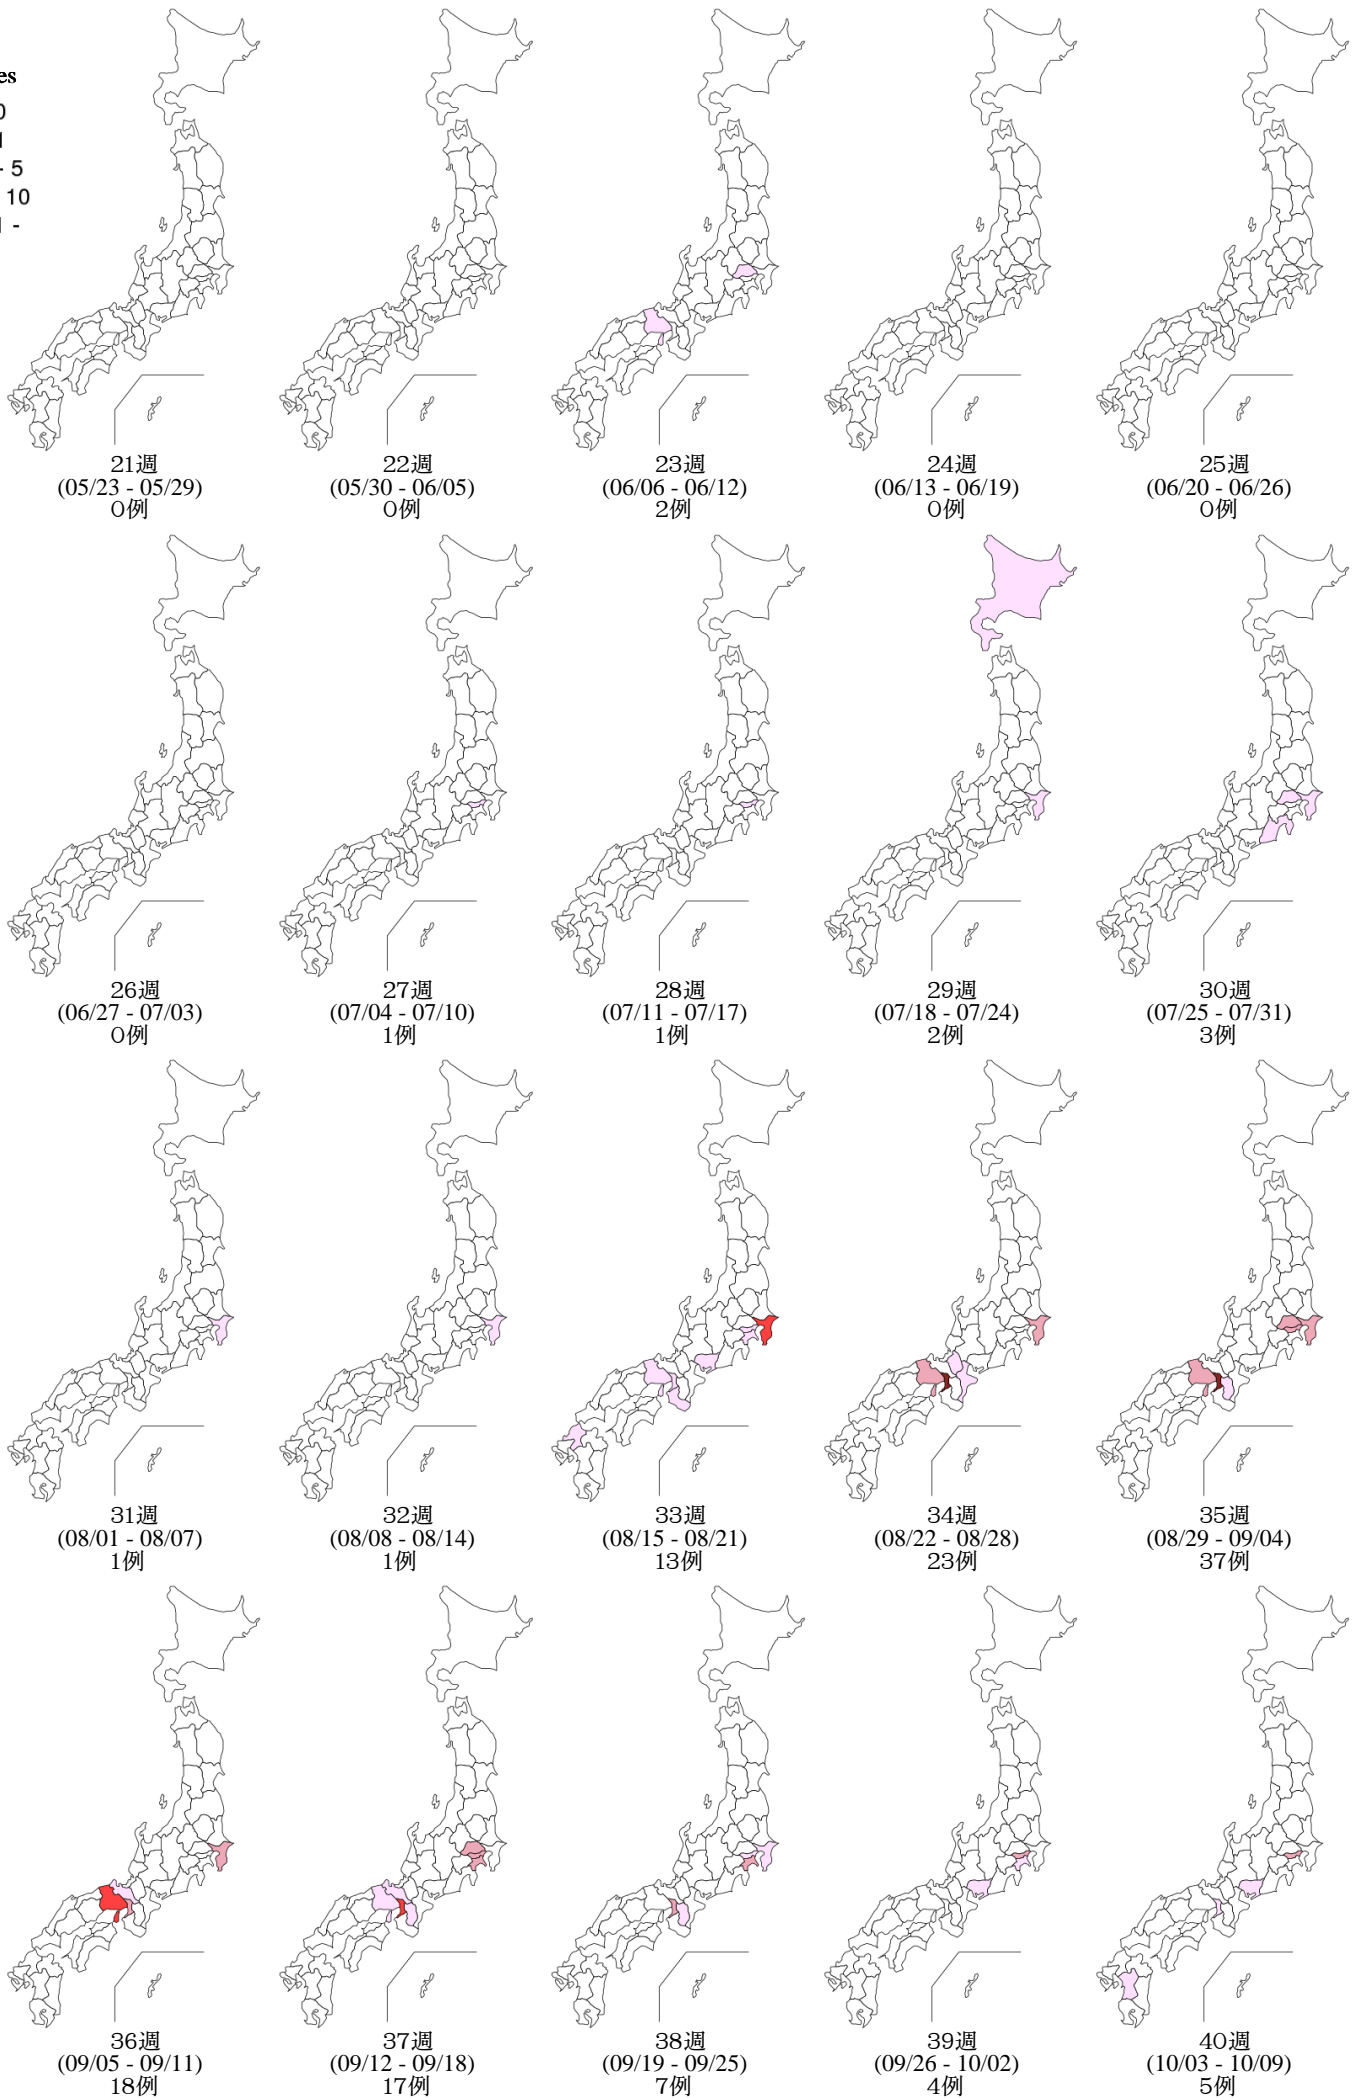 es
0
1
- 5
10
1 -
21週
(05/23 - 05/29)
0例
22週
(05/30 - 06/05)
0例
23週
(06/06 - 06/12)
2例
24週
(06/13 - 06/19)
0例
25週
(06/20 - 06/26)
0例
26週
(06/27 - 07/03)
0例
27週
(07/04 - 07/10)
1例
28週
(07/11 - 07/17)
1例
29週
(07/18 - 07/24)
2例
30週
(07/25 - 07/31)
3例
31週
(08/01 - 08/07)
1例
32週
(08/08 - 08/14)
1例
33週
(08/15 - 08/21)
13例
34週
(08/22 - 08/28)
23例
35週
(08/29 - 09/04)
37例
36週
(09/05 - 09/11)
18例
37週
(09/12 - 09/18)
17例
38週
(09/19 - 09/25)
7例
39週
(09/26 - 10/02)
4例
40週
(10/03 - 10/09)
5例